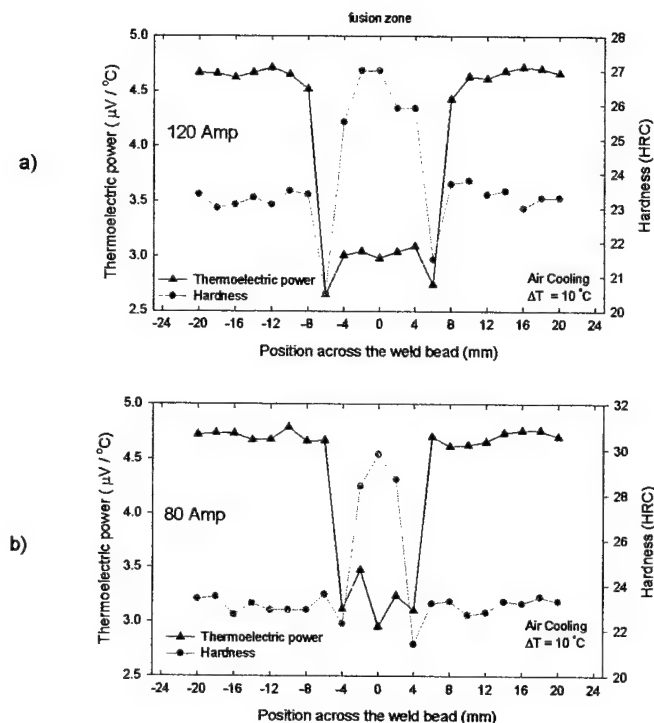 fusion zone
a)
120 Amp
Thermoelectric power ( μV / °C)
5.0
4.5
4.0
3.5
3.0
2.5
Hardness (HRC)
28
27
26
25
24
23
22
21
20
Thermoelectric power
Hardness
Air Cooling
ΔT = 10 °C
-24 -20 -16 -12 -8 -4 0 4 8 12 16 20 24
Position across the weld bead (mm)
b)
80 Amp
Thermoelectric power ( μV / °C)
5.0
4.5
4.0
3.5
3.0
2.5
Hardness (HRC)
32
30
28
26
24
22
20
Thermoelectric power
Hardness
Air Cooling
ΔT = 10 °C
-24 -20 -16 -12 -8 -4 0 4 8 12 16 20 24
Position across the weld bead (mm)